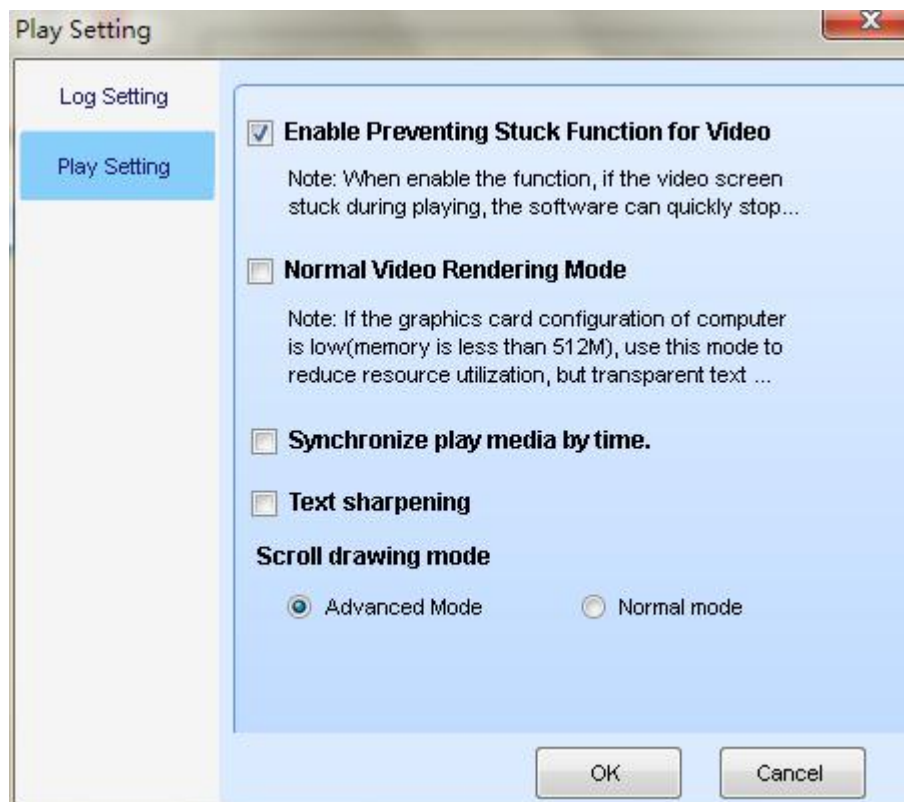 Play Setting
x
Log Setting
Play Setting
Enable Preventing Stuck Function for Video
Note: When enable the function, if the video screen
stuck during playing, the software can quickly stop...
Normal Video Rendering Mode
Note: If the graphics card configuration of computer
is low(memory is less than 512M), use this mode to
reduce resource utilization, but transparent text ...
Synchronize play media by time.
Text sharpening
Scroll drawing mode
Advanced Mode Normal mode
OK Cancel